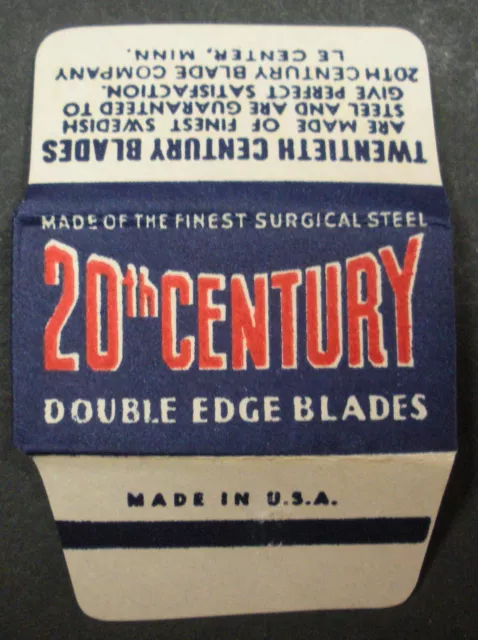 TWENTIETH CENTURY BLADES
ARE MADE OF FINEST SWEDISH
STEEL AND ARE GUARANTEED TO
GIVE PERFECT SATISFACTION.
20TH CENTURY BLADE COMPANY
LE CENTER, MINN.
MADE OF THE FINEST SURGICAL STEEL
20th CENTURY
DOUBLE EDGE BLADES
MADE IN U.S.A.